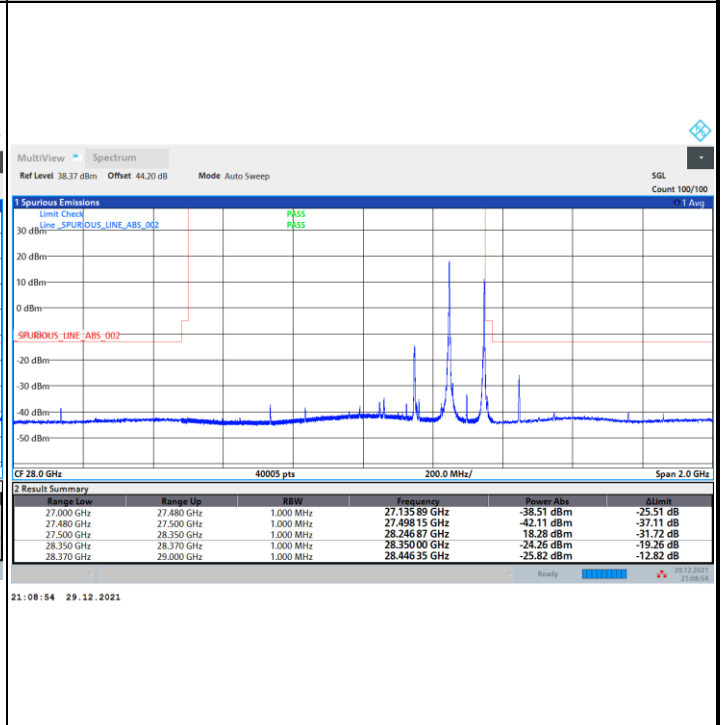 MultiView Spectrum
Ref Level 38.37 dBm Offset 44.20 dB Mode Auto Sweep SGL
Count 100/100
1 Spurious Emissions 1 Avg
Limit Check PASS
Line _SPURIOUS_LINE_ABS_002 PASS
30 dBm
20 dBm
10 dBm
0 dBm
_SPURIOUS_LINE_ABS_002
-20 dBm
-30 dBm
-40 dBm
-50 dBm
CF 28.0 GHz 40005 pts 200.0 MHz/ Span 2.0 GHz
2 Result Summary
Range Low Range Up RBW Frequency Power Abs ΔLimit
27.000 GHz 27.480 GHz 1.000 MHz 27.135 89 GHz -38.51 dBm -25.51 dB
27.480 GHz 27.500 GHz 1.000 MHz 27.498 15 GHz -42.11 dBm -37.11 dB
27.500 GHz 28.350 GHz 1.000 MHz 28.246 87 GHz 18.28 dBm -31.72 dB
28.350 GHz 28.370 GHz 1.000 MHz 28.350 00 GHz -24.26 dBm -19.26 dB
28.370 GHz 29.000 GHz 1.000 MHz 28.446 35 GHz -25.82 dBm -12.82 dB
Ready 29.12.2021
21:08:54
21:08:54 29.12.2021